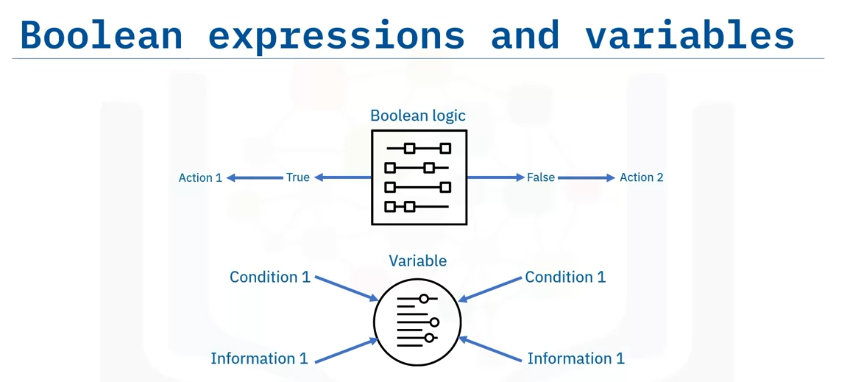 Boolean expressions and variables
Boolean logic
Action 1 True False Action 2
Variable
Condition 1 Condition 1
Information 1 Information 1